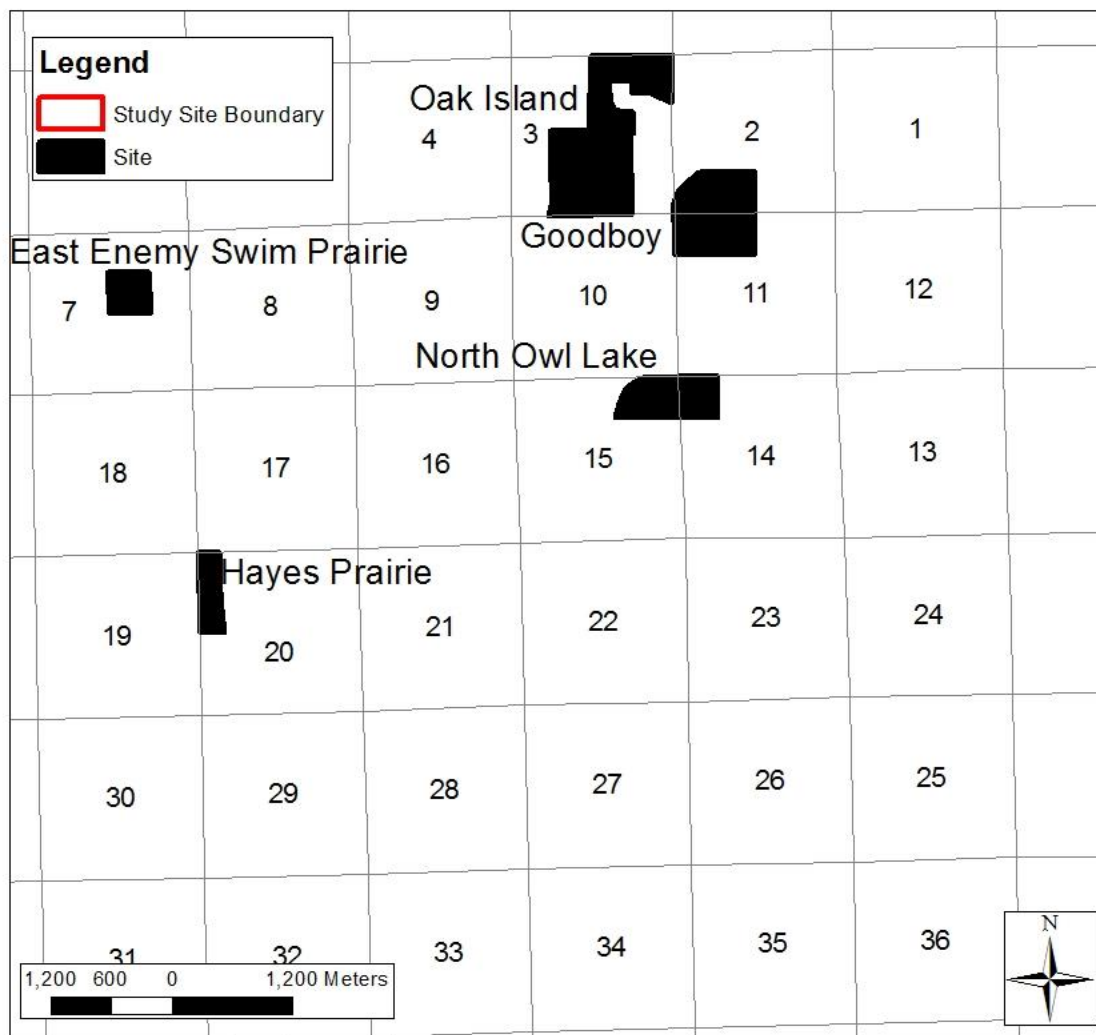 Legend
Study Site Boundary
Site
Oak Island
4 3 2 1
Goodboy
East Enemy Swim Prairie
7 8 9 10 11 12
North Owl Lake
18 17 16 15 14 13
Hayes Prairie
19 20 21 22 23 24
30 29 28 27 26 25
31 32 33 34 35 36
1,200 600 0 1,200 Meters
N